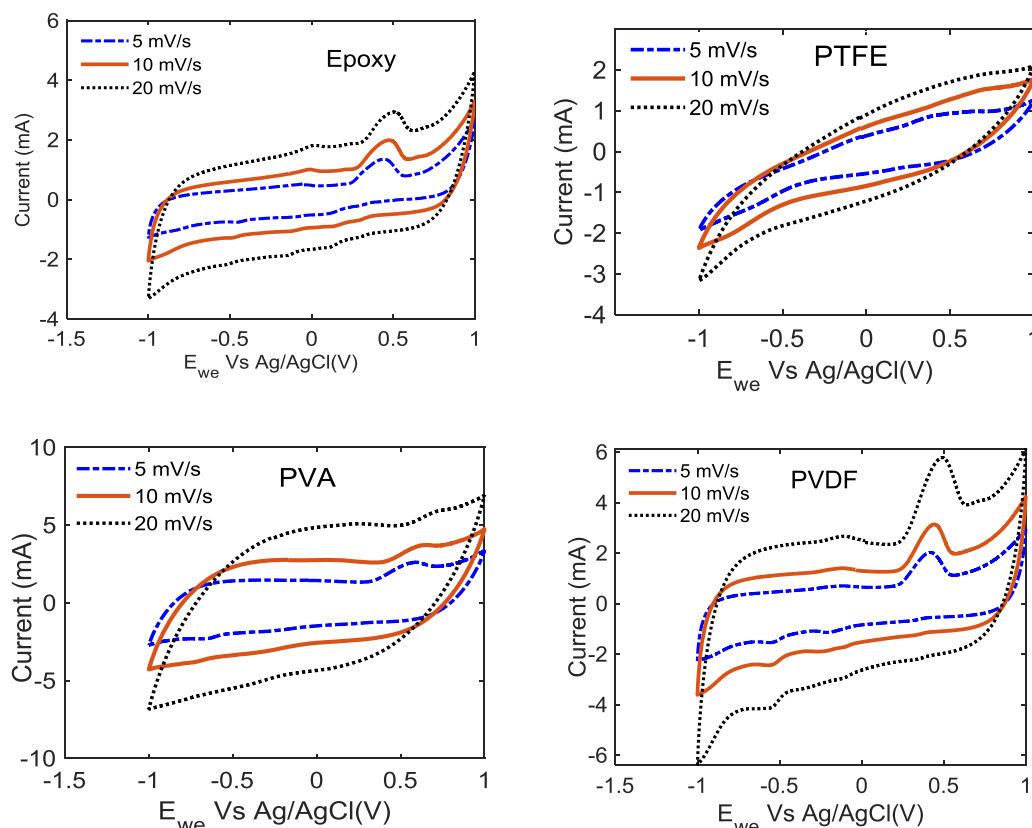 Epoxy
5 mV/s
10 mV/s
20 mV/s
Current (mA)
6
4
2
0
-2
-4
-1.5 -1 -0.5 0 0.5 1
E_we Vs Ag/AgCl(V)
PTFE
5 mV/s
10 mV/s
20 mV/s
Current (mA)
2
1
0
-1
-2
-3
-4
-1 -0.5 0 0.5 1
E_we Vs Ag/AgCl(V)
PVA
5 mV/s
10 mV/s
20 mV/s
Current (mA)
10
5
0
-5
-10
-1 -0.5 0 0.5 1
E_we Vs Ag/AgCl(V)
PVDF
5 mV/s
10 mV/s
20 mV/s
Current (mA)
6
4
2
0
-2
-4
-6
-1.5 -1 -0.5 0 0.5 1
E_we Vs Ag/AgCl(V)